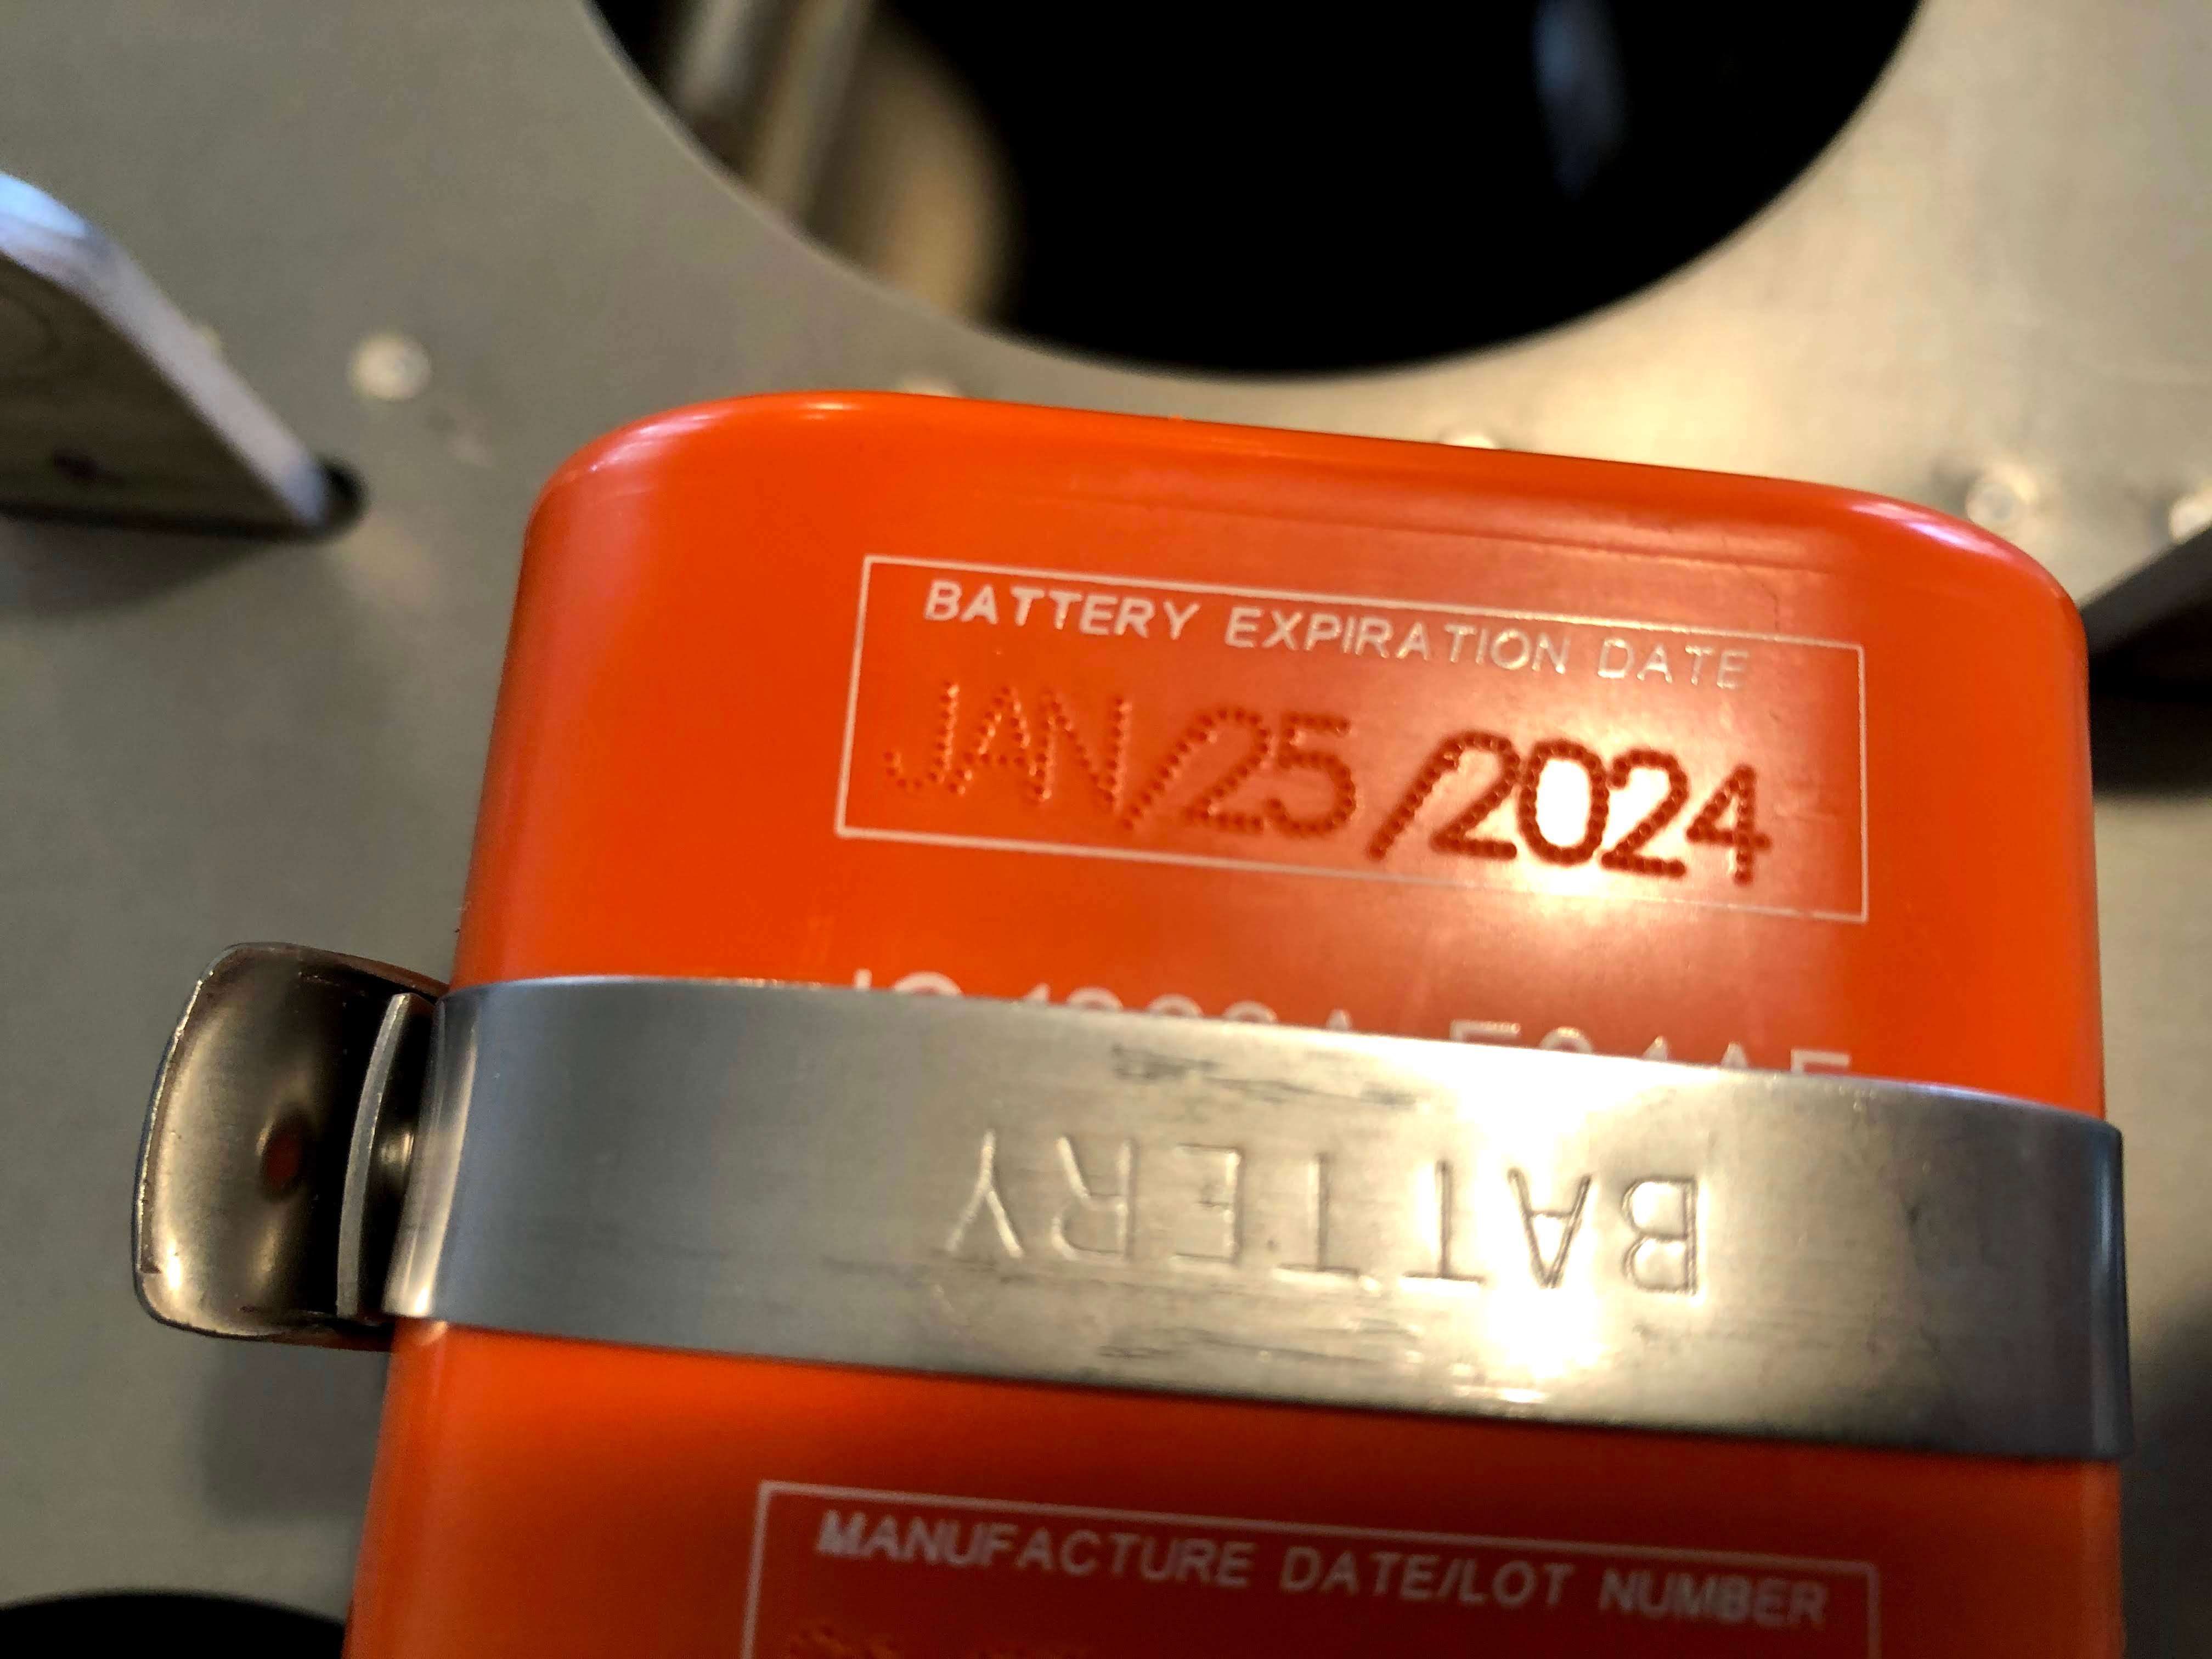 BATTERY EXPIRATION DATE
JAN/25/2024
BATTERY
MANUFACTURE DATE/LOT NUMBER